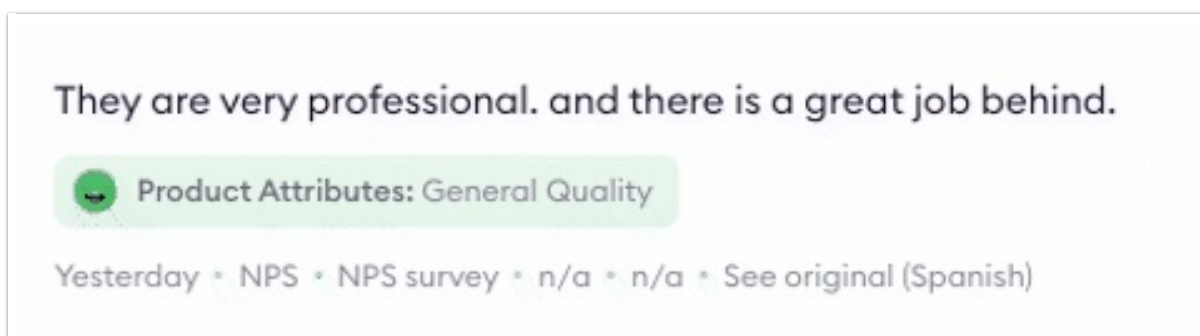 They are very professional. and there is a great job behind.
Product Attributes: General Quality
Yesterday • NPS • NPS survey • n/a • n/a • See original (Spanish)